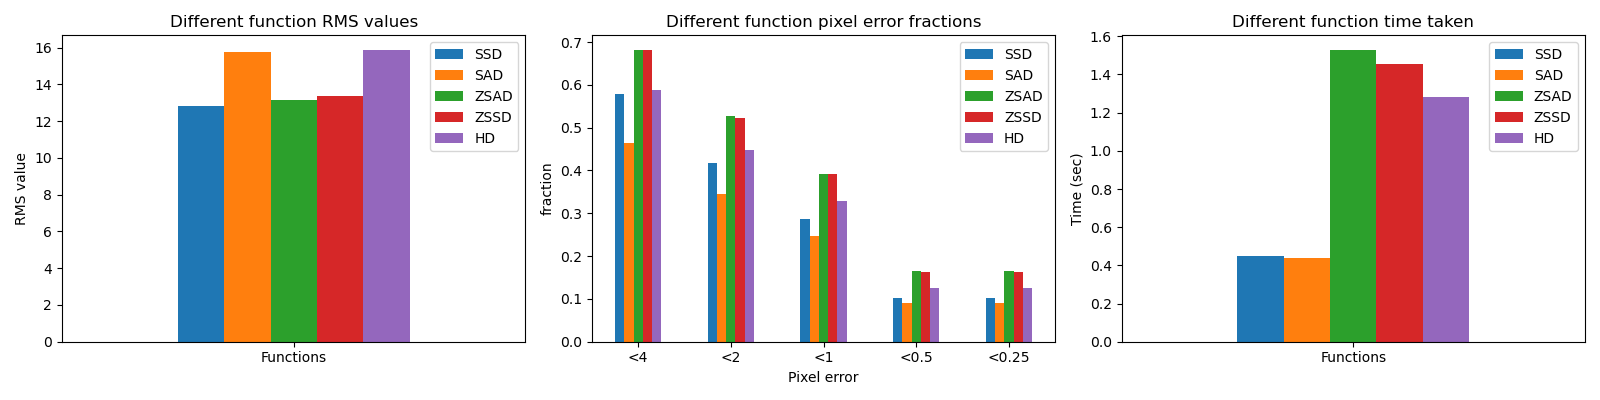 Different function RMS values
RMS value
16
14
12
10
8
6
4
2
0
Functions
SSD
SAD
ZSAD
ZSSD
HD
Different function pixel error fractions
fraction
0.7
0.6
0.5
0.4
0.3
0.2
0.1
0.0
<4 <2 <1 <0.5 <0.25
Pixel error
SSD
SAD
ZSAD
ZSSD
HD
Different function time taken
Time (sec)
1.6
1.4
1.2
1.0
0.8
0.6
0.4
0.2
0.0
Functions
SSD
SAD
ZSAD
ZSSD
HD